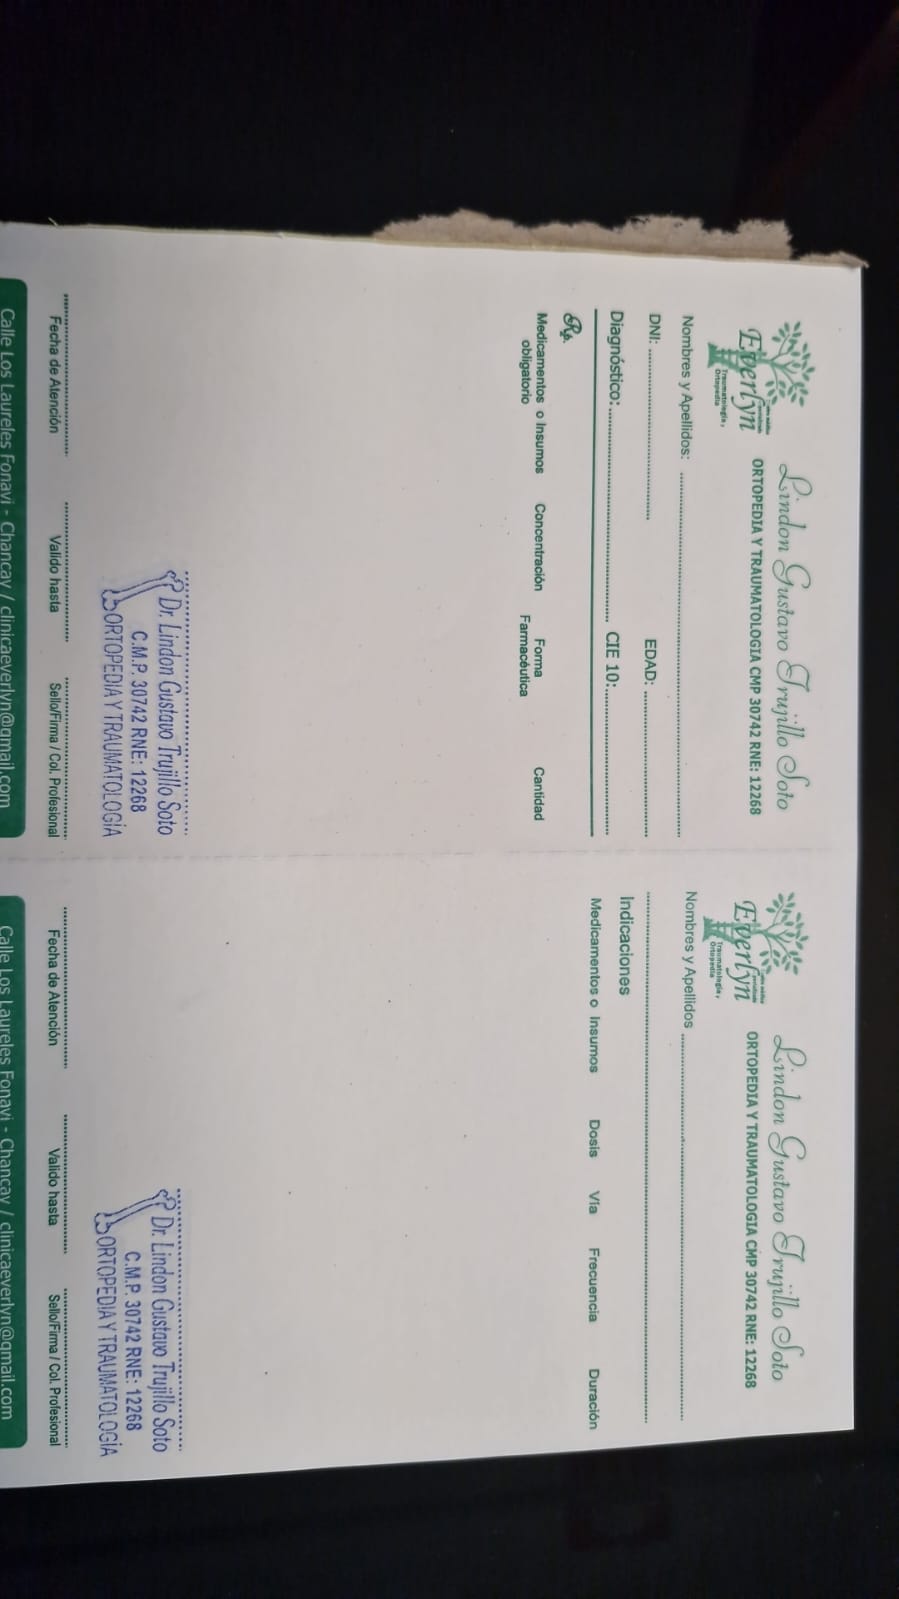 Lindon Gustavo Trujillo Soto
ORTOPEDIA Y TRAUMATOLOGIA CMP 30742 RNE: 12268
Everlyn
Traumatología y
Ortopedia
Nombres y Apellidos:
DNI: EDAD:
Diagnóstico: CIE 10:
Rp.
Medicamentos o Insumos Concentración Forma Cantidad
obligatorio Farmacéutica
Dr. Lindon Gustavo Trujillo Soto
C.M.P. 30742 RNE: 12268
ORTOPEDIA Y TRAUMATOLOGÍA
Fecha de Atención Valido hasta Sello/Firma / Col. Profesional
Calle Los Laureles Fonavi - Chancay / clinicaeverlyn@gmail.com
Lindon Gustavo Trujillo Soto
ORTOPEDIA Y TRAUMATOLOGIA CMP 30742 RNE: 12268
Everlyn
Traumatología y
Ortopedia
Nombres y Apellidos
Indicaciones
Medicamentos o Insumos Dosis Vía Frecuencia Duración
Dr. Lindon Gustavo Trujillo Soto
C.M.P. 30742 RNE: 12268
ORTOPEDIA Y TRAUMATOLOGÍA
Fecha de Atención Valido hasta Sello/Firma / Col. Profesional
Calle Los Laureles Fonavi - Chancay / clinicaeverlyn@gmail.com